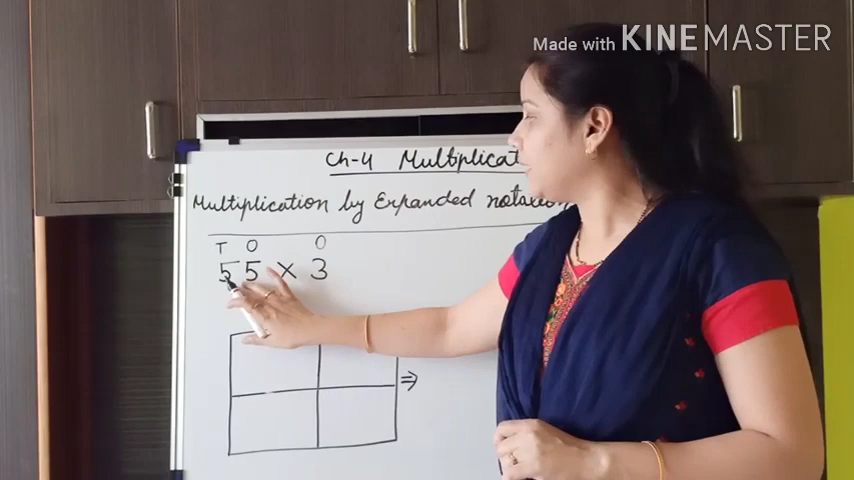 Made with KINEMASTER
Ch-4 Multiplicat
Multiplication by Expanded notation
T O O
55 × 3
⇒